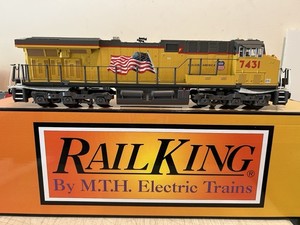 7431
RAILKING®
By M.T.H. Electric Trains